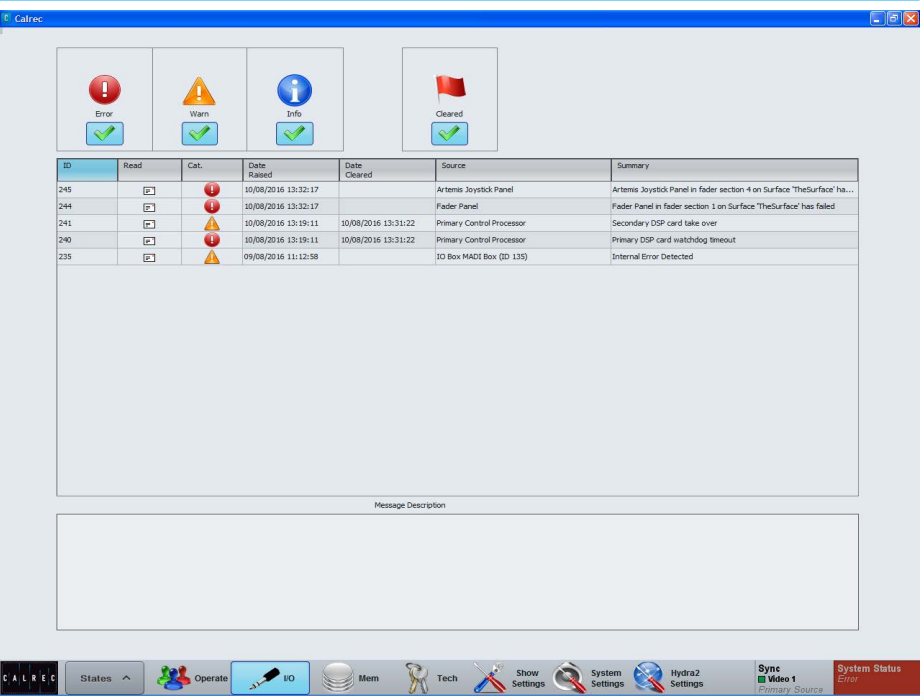 Calrec
Error Warn Info Cleared
ID Read Cat. Date Raised Date Cleared Source Summary
245 10/08/2016 13:32:17 Artemis Joystick Panel Artemis Joystick Panel in fader section 4 on Surface 'TheSurface' ha...
244 10/08/2016 13:32:17 Fader Panel Fader Panel in fader section 1 on Surface 'TheSurface' has failed
241 10/08/2016 13:19:11 10/08/2016 13:31:22 Primary Control Processor Secondary DSP card take over
240 10/08/2016 13:19:11 10/08/2016 13:31:22 Primary Control Processor Primary DSP card watchdog timeout
235 09/08/2016 11:12:58 IO Box MADI Box (ID 135) Internal Error Detected
Message Description
CALREC States Operate I/O Mem Tech Show Settings System Settings Hydra2 Settings
Sync
Video 1
Primary Source
System Status
Error